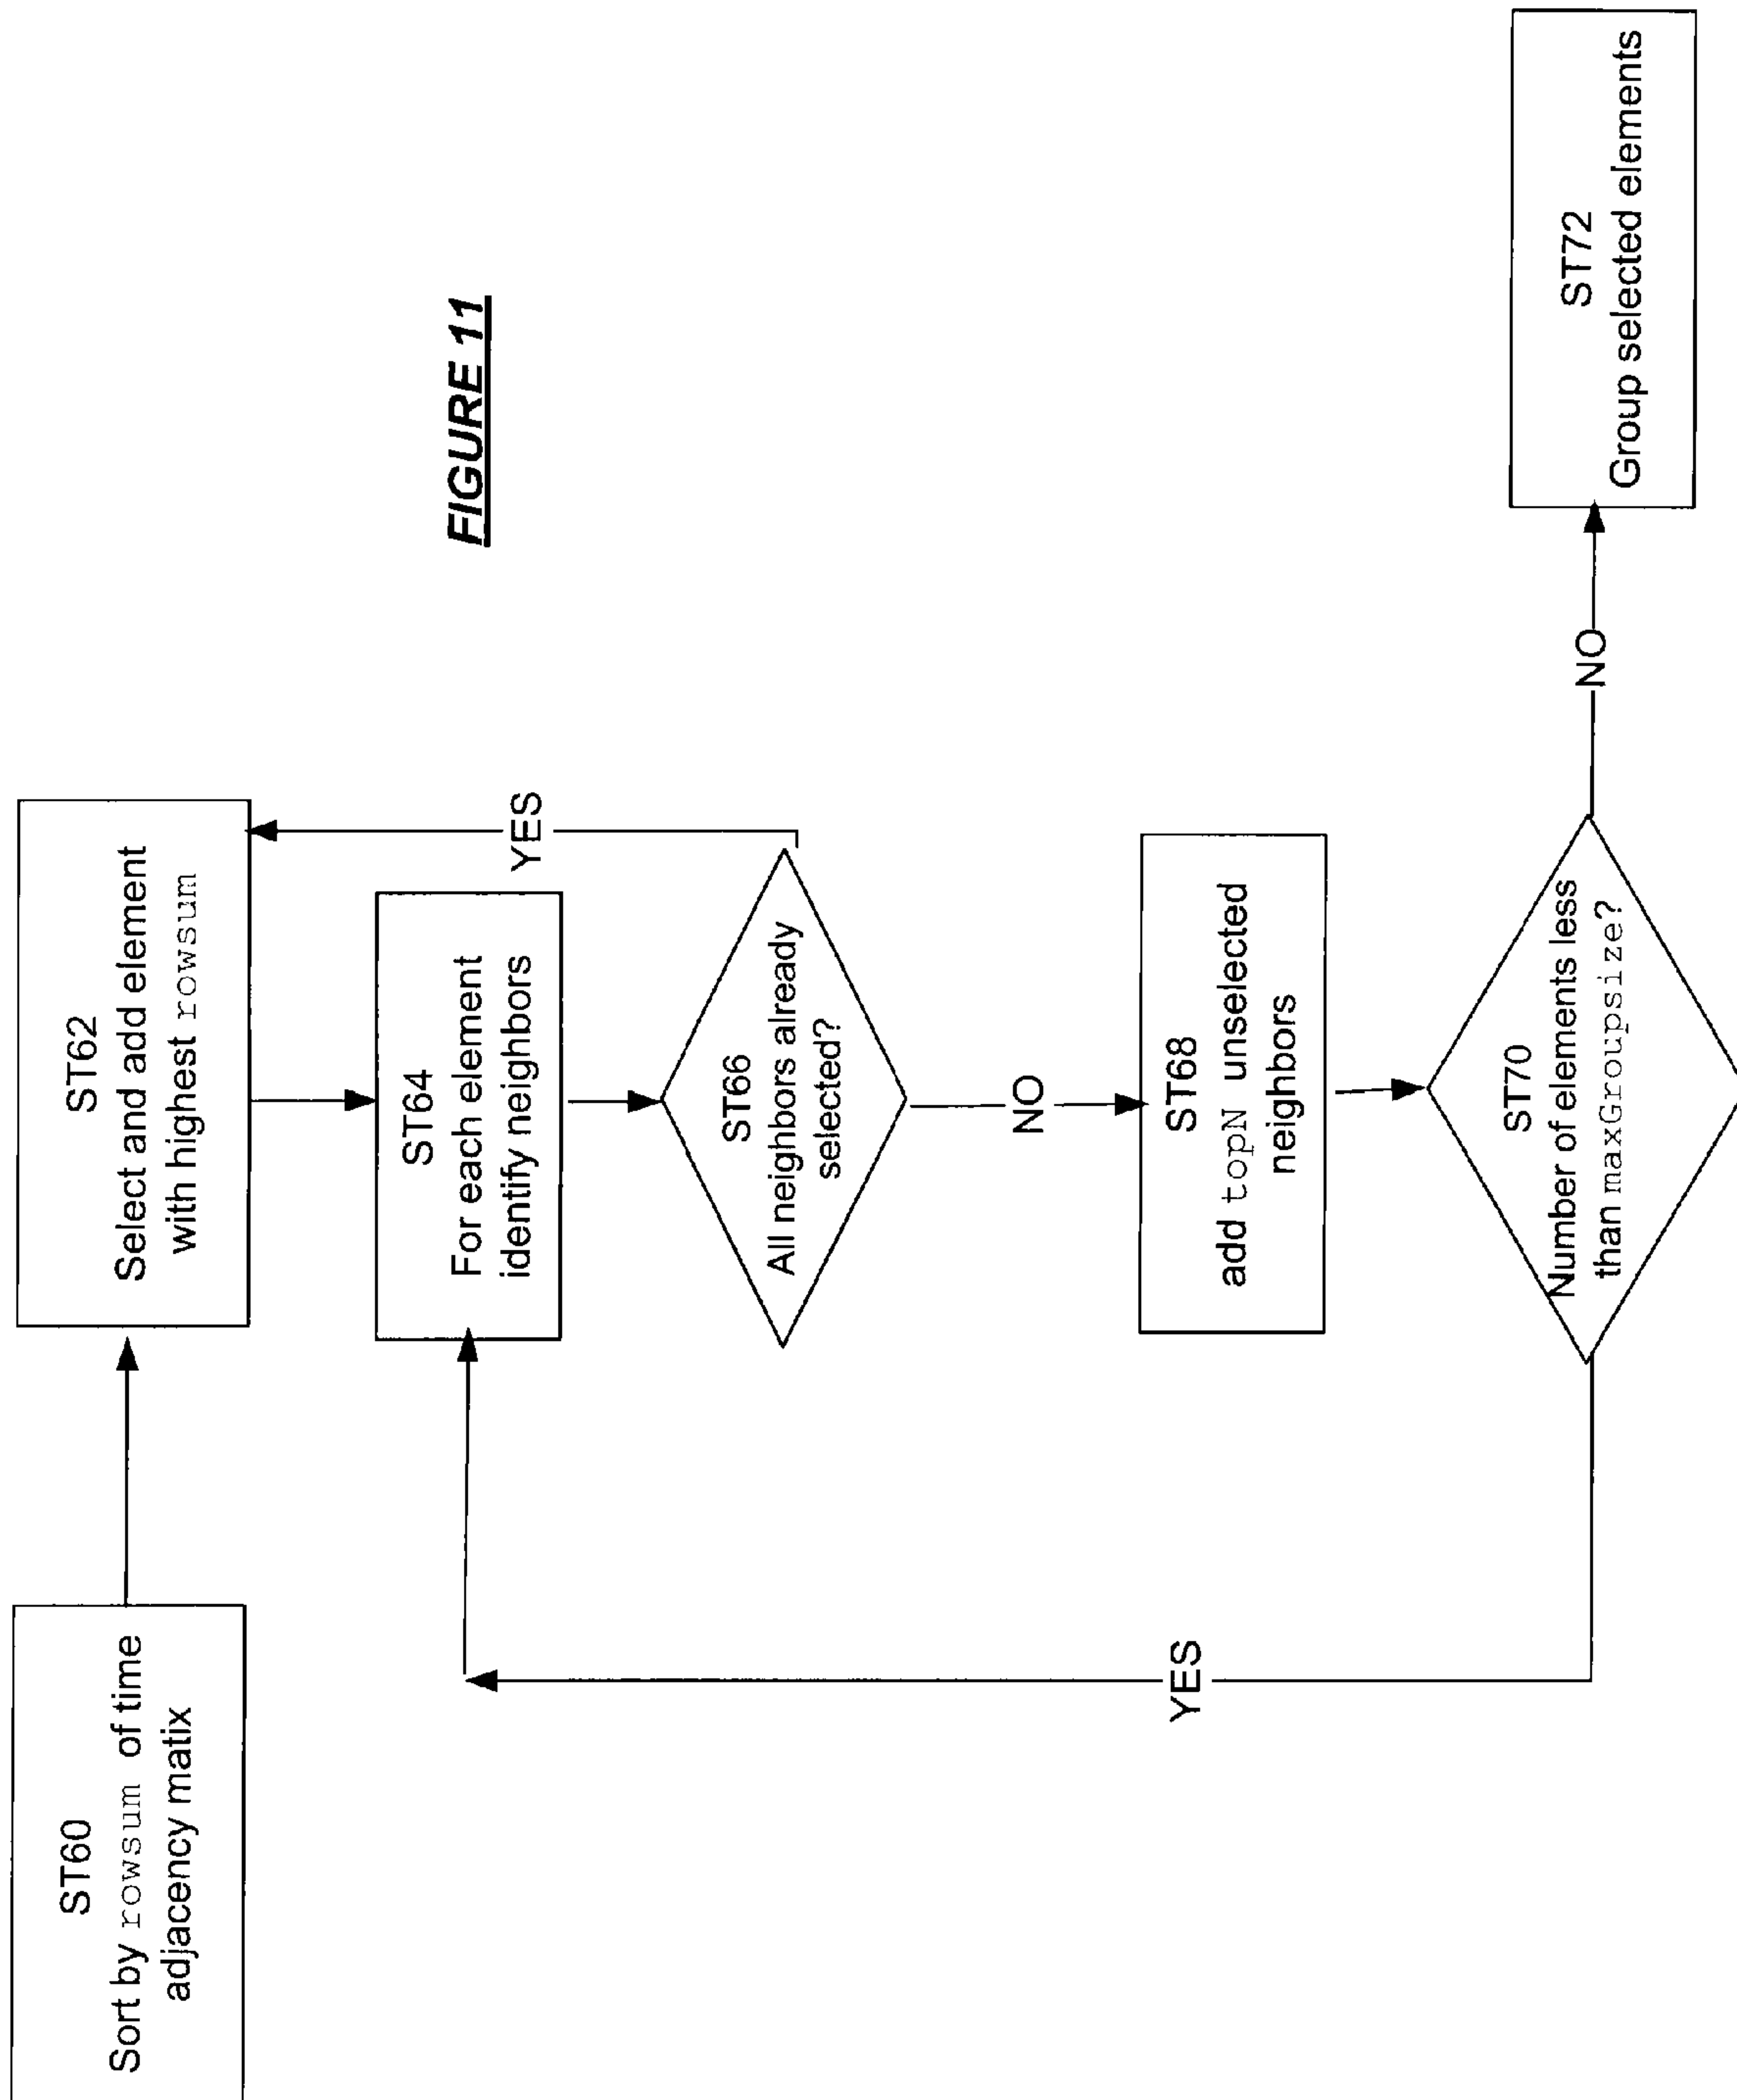 ST60
Sort by rowsum of time
adjacency matix
ST62
Select and add element
with highest rowsum
ST64
For each element
identify neighbors
YES
ST66
All neighbors already
selected?
NO
ST68
add topN unselected
neighbors
YES
ST70
Number of elements less
than maxGroupsize?
NO
ST72
Group selected elements
FIGURE 11